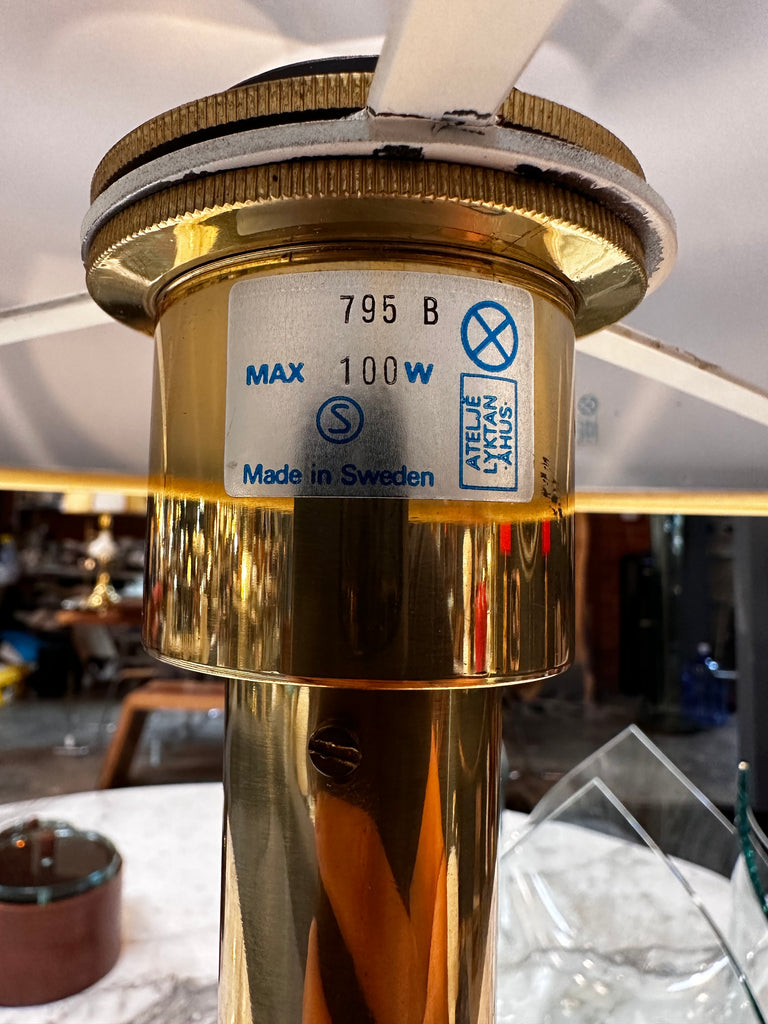 795 B
MAX 100W
S
Made in Sweden
ATELJÉ
LYKTAN
ÅHUS·